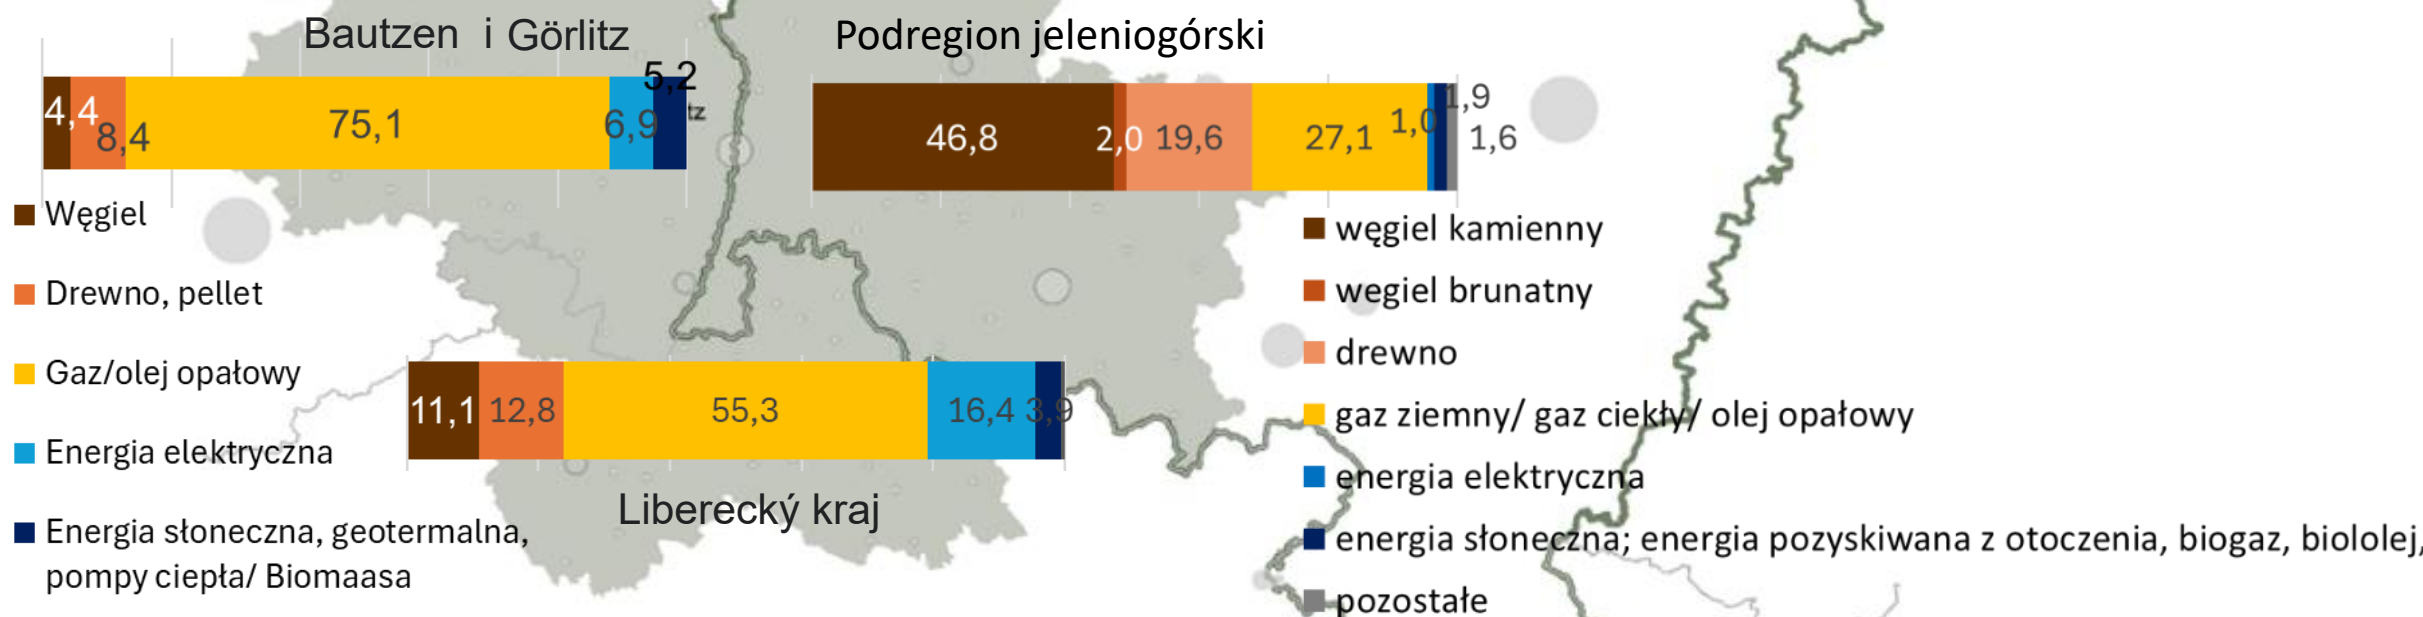 Bautzen i Görlitz
5,2
4,4
8,4
75,1
6,9
tz
Węgiel
Drewno, pellet
Gaz/olej opałowy
Energia elektryczna
Energia słoneczna, geotermalna,
pompy ciepła/ Biomaasa
Podregion jeleniogórski
46,8
2,0
19,6
27,1
1,0
1,9
1,6
węgiel kamienny
wegiel brunatny
drewno
gaz ziemny/ gaz ciekły/ olej opałowy
energia elektryczna
energia słoneczna; energia pozyskiwana z otoczenia, biogaz, biololej,
pozostałe
11,1
12,8
55,3
16,4
3,9
Liberecký kraj